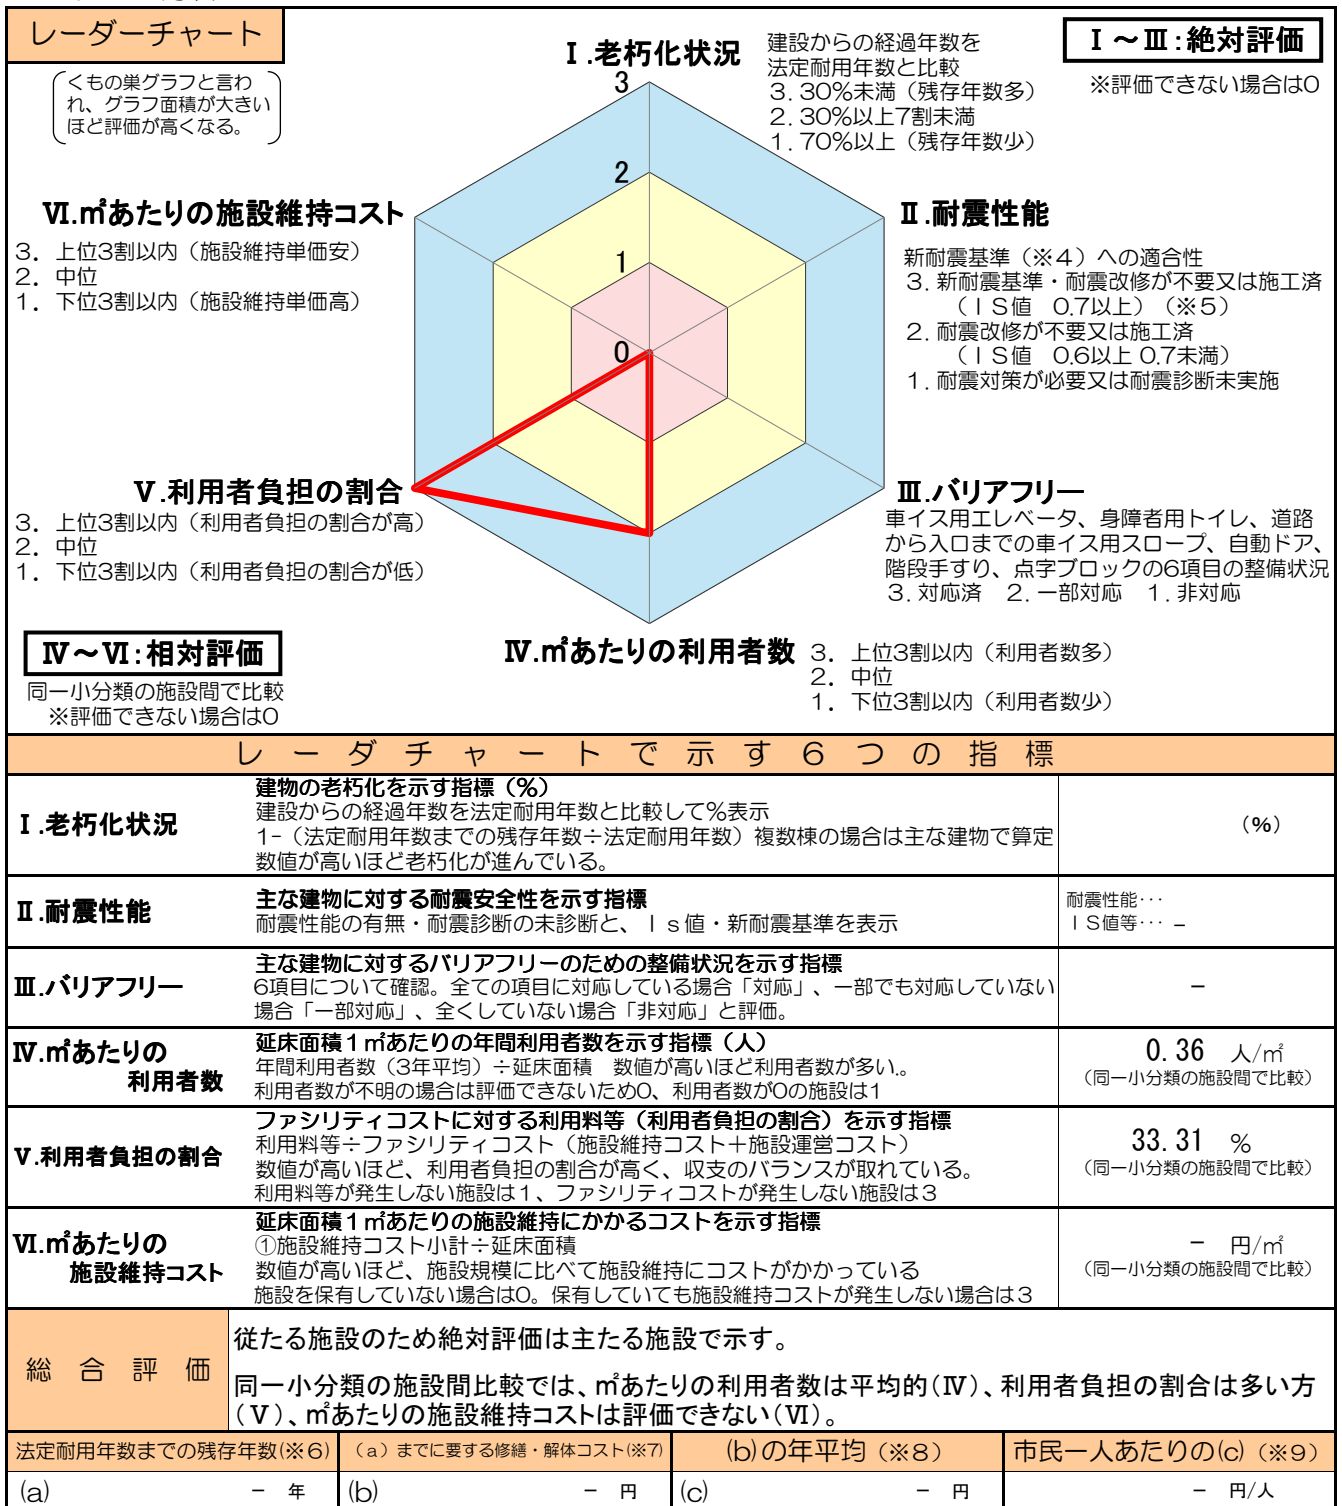 レーダーチャート
くもの巣グラフと言わ
れ、グラフ面積が大きい
ほど評価が高くなる。
Ⅰ.老朽化状況
建設からの経過年数を
法定耐用年数と比較
3. 30%未満（残存年数多）
2. 30%以上7割未満
1. 70%以上（残存年数少）
Ⅰ～Ⅲ:絶対評価
※評価できない場合は0
3
2
1
0
Ⅵ.㎡あたりの施設維持コスト
3. 上位3割以内（施設維持単価安）
2. 中位
1. 下位3割以内（施設維持単価高）
Ⅱ.耐震性能
新耐震基準（※4）への適合性
3. 新耐震基準・耐震改修が不要又は施工済
（ＩＳ値　0.7以上）（※5）
2. 耐震改修が不要又は施工済
（ＩＳ値　0.6以上 0.7未満）
1. 耐震対策が必要又は耐震診断未実施
Ⅴ.利用者負担の割合
3. 上位3割以内（利用者負担の割合が高）
2. 中位
1. 下位3割以内（利用者負担の割合が低）
Ⅲ.バリアフリー
車イス用エレベータ、身障者用トイレ、道路
から入口までの車イス用スロープ、自動ドア、
階段手すり、点字ブロックの6項目の整備状況
3. 対応済　2. 一部対応　1. 非対応
Ⅳ～Ⅵ:相対評価
同一小分類の施設間で比較
※評価できない場合は0
Ⅳ.㎡あたりの利用者数
3. 上位3割以内（利用者数多）
2. 中位
1. 下位3割以内（利用者数少）
レーダチャートで示す6つの指標
Ⅰ.老朽化状況
建物の老朽化を示す指標（%）
建設からの経過年数を法定耐用年数と比較して%表示
1-（法定耐用年数までの残存年数÷法定耐用年数）複数棟の場合は主な建物で算定
数値が高いほど老朽化が進んでいる。
（%）
Ⅱ.耐震性能
主な建物に対する耐震安全性を示す指標
耐震性能の有無・耐震診断の未診断と、Ｉｓ値・新耐震基準を表示
耐震性能･･･
ＩＳ値等･･･ －
Ⅲ.バリアフリー
主な建物に対するバリアフリーのための整備状況を示す指標
6項目について確認。全ての項目に対応している場合「対応」、一部でも対応していない
場合「一部対応」、全くしていない場合「非対応」と評価。
－
Ⅳ.㎡あたりの
利用者数
延床面積１㎡あたりの年間利用者数を示す指標（人）
年間利用者数（3年平均）÷延床面積　数値が高いほど利用者数が多い。
利用者数が不明の場合は評価できないため0、利用者数が0の施設は1
0.36 人/㎡
（同一小分類の施設間で比較）
Ⅴ.利用者負担の割合
ファシリティコストに対する利用料等（利用者負担の割合）を示す指標
利用料等÷ファシリティコスト（施設維持コスト＋施設運営コスト）
数値が高いほど、利用者負担の割合が高く、収支のバランスが取れている。
利用料等が発生しない施設は１、ファシリティコストが発生しない施設は３
33.31 %
（同一小分類の施設間で比較）
Ⅵ.㎡あたりの
施設維持コスト
延床面積１㎡あたりの施設維持にかかるコストを示す指標
①施設維持コスト小計÷延床面積
数値が高いほど、施設規模に比べて施設維持にコストがかかっている
施設を保有していない場合は0。保有していても施設維持コストが発生しない場合は３
－ 円/㎡
（同一小分類の施設間で比較）
総合評価
従たる施設のため絶対評価は主たる施設で示す。
同一小分類の施設間比較では、㎡あたりの利用者数は平均的(Ⅳ)、利用者負担の割合は多い方
(Ⅴ)、㎡あたりの施設維持コストは評価できない(Ⅵ)。
法定耐用年数までの残存年数(※6)
（a）までに要する修繕・解体コスト(※7)
(b)の年平均（※8）
市民一人あたりの(c)（※9）
(a) － 年
(b) － 円
(c) － 円
－ 円/人